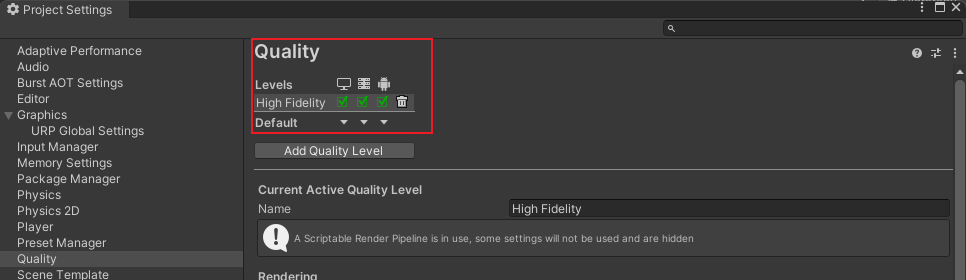 Project Settings
Adaptive Performance
Audio
Burst AOT Settings
Editor
Graphics
URP Global Settings
Input Manager
Memory Settings
Package Manager
Physics
Physics 2D
Player
Preset Manager
Quality
Scene Template
Quality
Levels
High Fidelity
Default
Add Quality Level
Current Active Quality Level
Name High Fidelity
A Scriptable Render Pipeline is in use, some settings will not be used and are hidden
Rendering